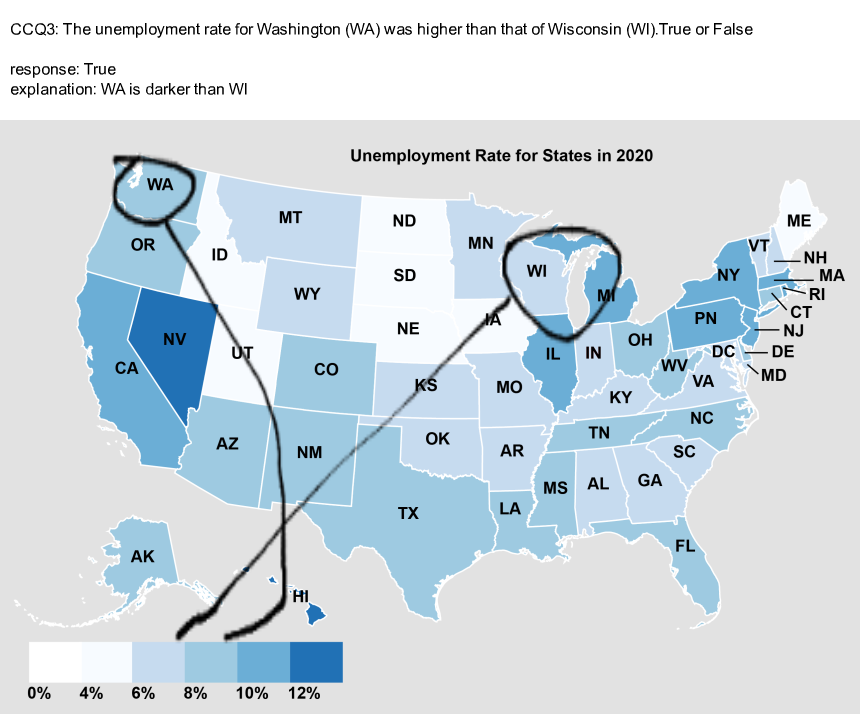 CCQ3: The unemployment rate for Washington (WA) was higher than that of Wisconsin (WI).True or False
response: True
explanation: WA is darker than WI
Unemployment Rate for States in 2020
WA
MT
ND
ME
OR
ID
MN
VT
NH
SD
WI
NY
MA
WY
MI
RI
NE
IA
CT
NV
PN
NJ
UT
IL
IN
OH
DC
DE
CA
CO
WV
MD
KS
MO
VA
KY
OK
NC
AZ
NM
TN
AR
SC
MS
AL
GA
TX
LA
FL
AK
HI
0% 4% 6% 8% 10% 12%